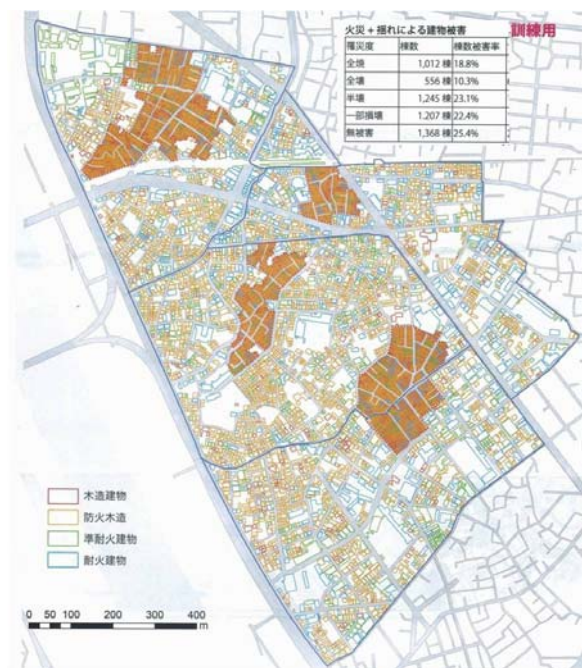 火災+揺れによる建物被害
訓練用
罹災度 棟数 棟数被害率
全焼 1,012 棟 18.8%
全壊 556 棟 10.3%
半壊 1,245 棟 23.1%
一部損壊 1.207 棟 22.4%
無被害 1,368 棟 25.4%
木造建物
防火木造
準耐火建物
耐火建物
0 50 100 200 300 400
m